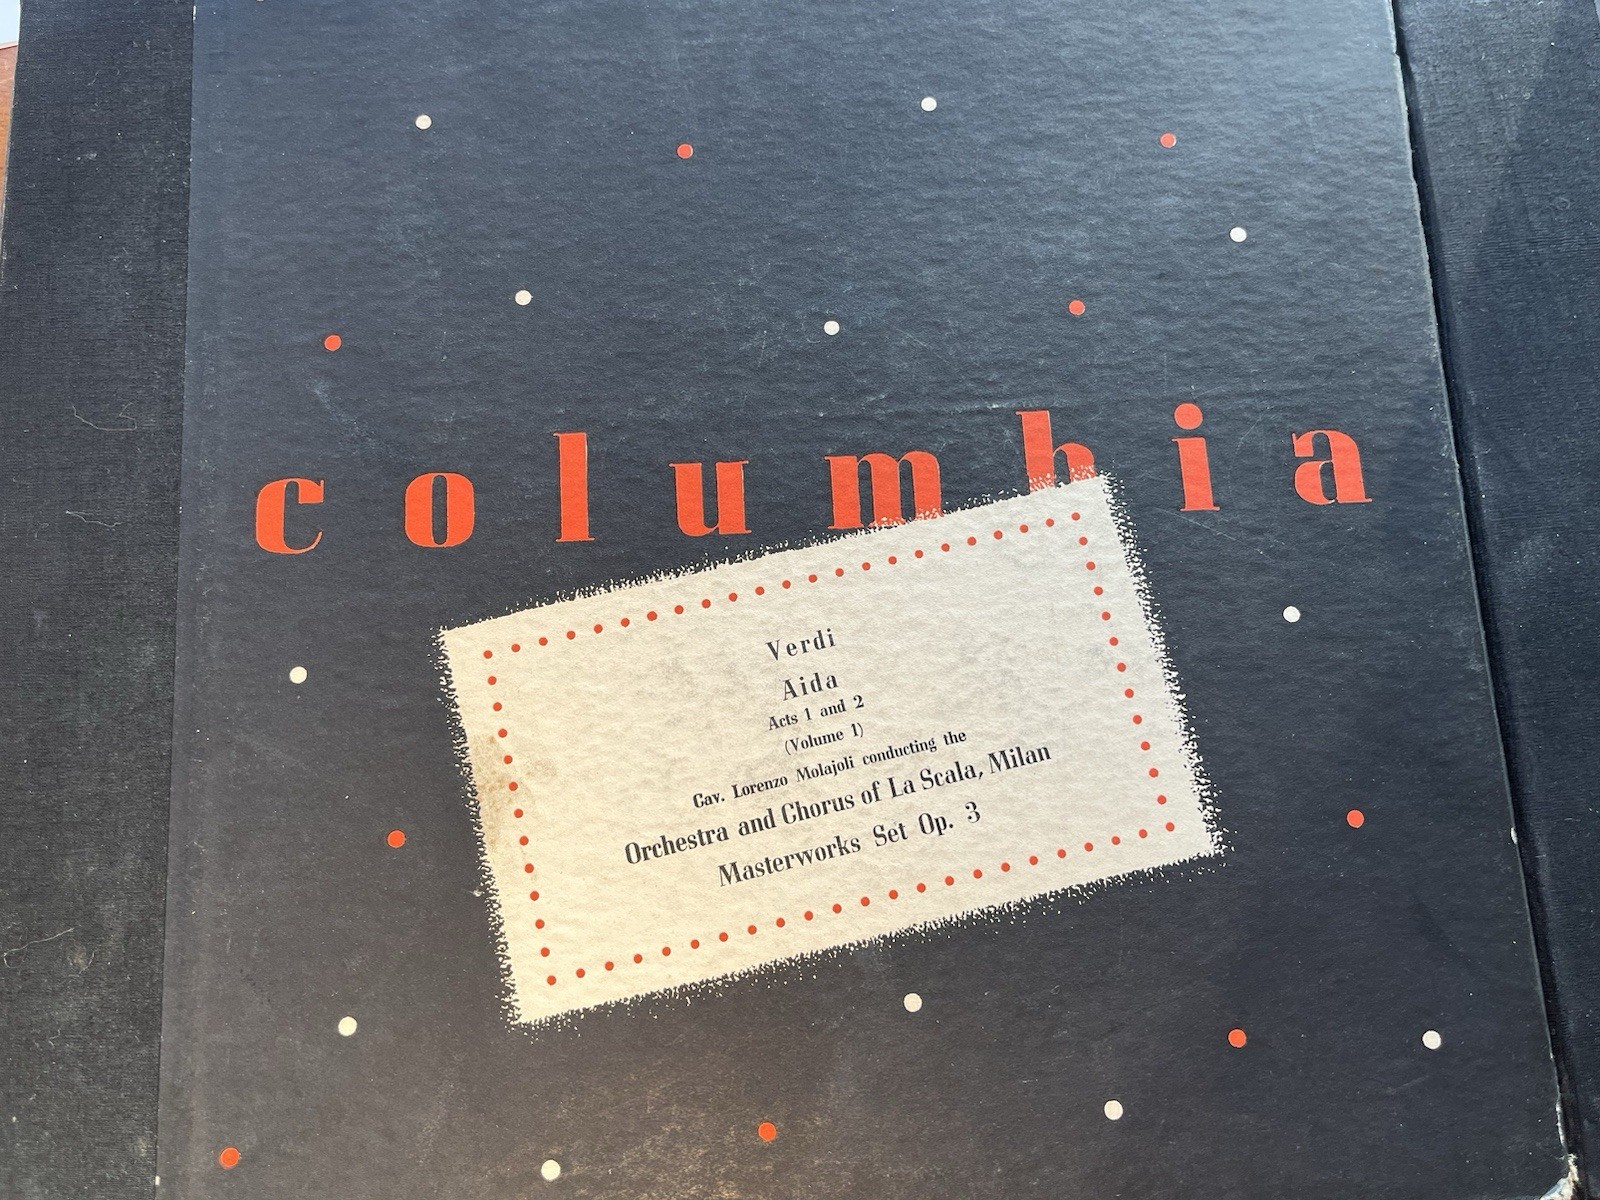 columbia
Verdi
Aida
Acts 1 and 2
(Volume 1)
Cav. Lorenzo Molajoli conducting the
Orchestra and Chorus of La Scala, Milan
Masterworks Set Op. 3